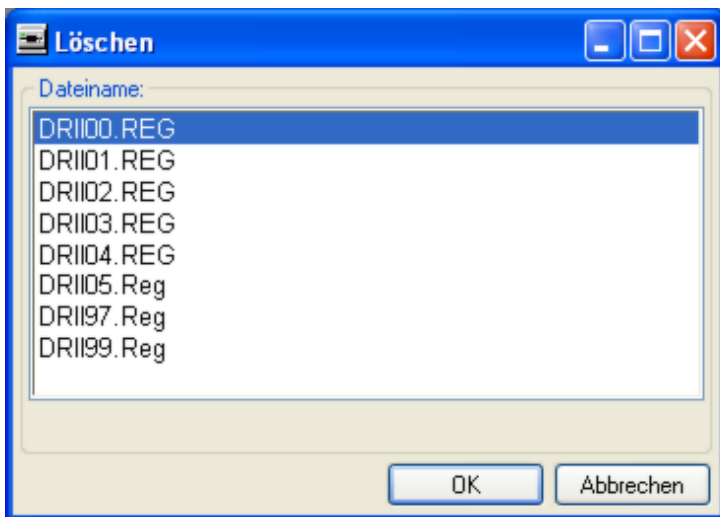 Löschen
Dateiname:
DRII00.REG
DRII01.REG
DRII02.REG
DRII03.REG
DRII04.REG
DRII05.Reg
DRII97.Reg
DRII99.Reg
OK Abbrechen